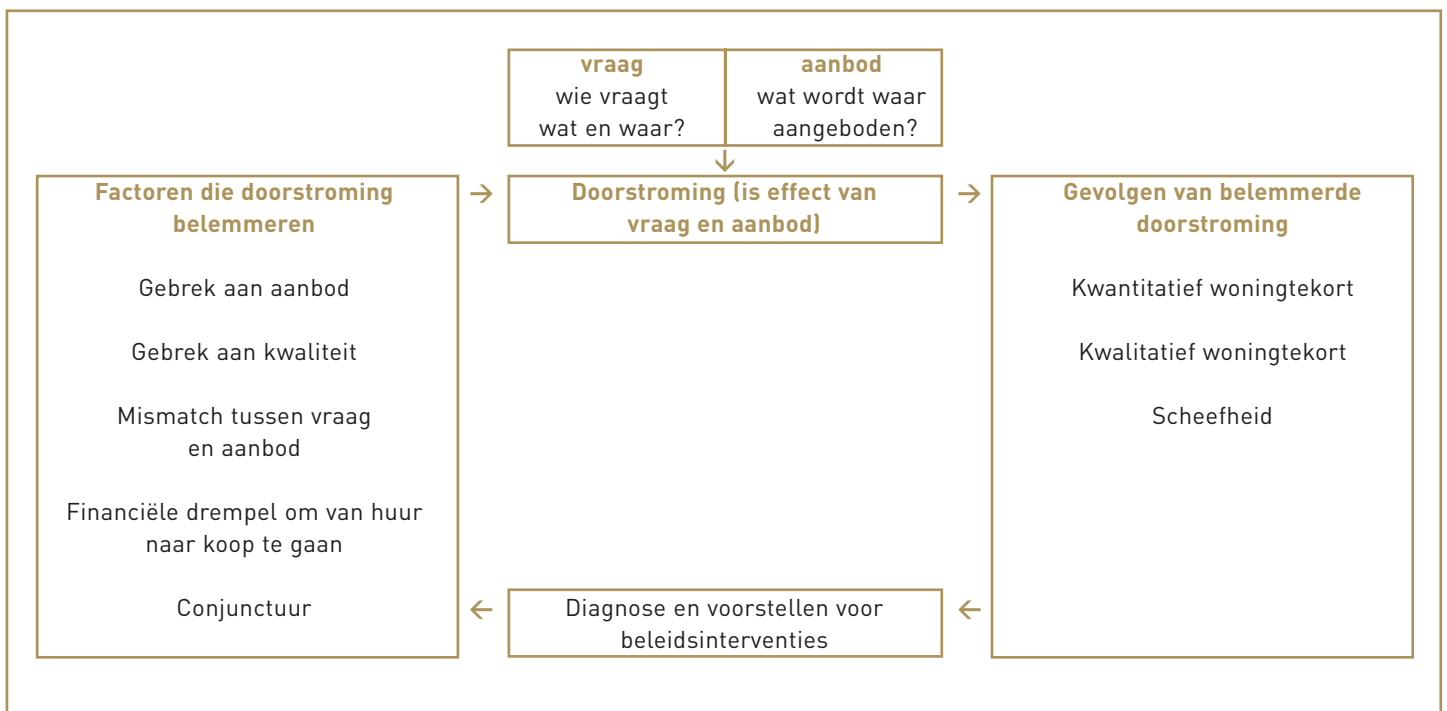 vraag
wie vraagt
wat en waar?
aanbod
wat wordt waar
aangeboden?
↓
Factoren die doorstroming
belemmeren
Gebrek aan aanbod
Gebrek aan kwaliteit
Mismatch tussen vraag
en aanbod
Financiële drempel om van huur
naar koop te gaan
Conjunctuur
→
Doorstroming (is effect van
vraag en aanbod)
→
Gevolgen van belemmerde
doorstroming
Kwantitatief woningtekort
Kwalitatief woningtekort
Scheefheid
←
Diagnose en voorstellen voor
beleidsinterventies
←